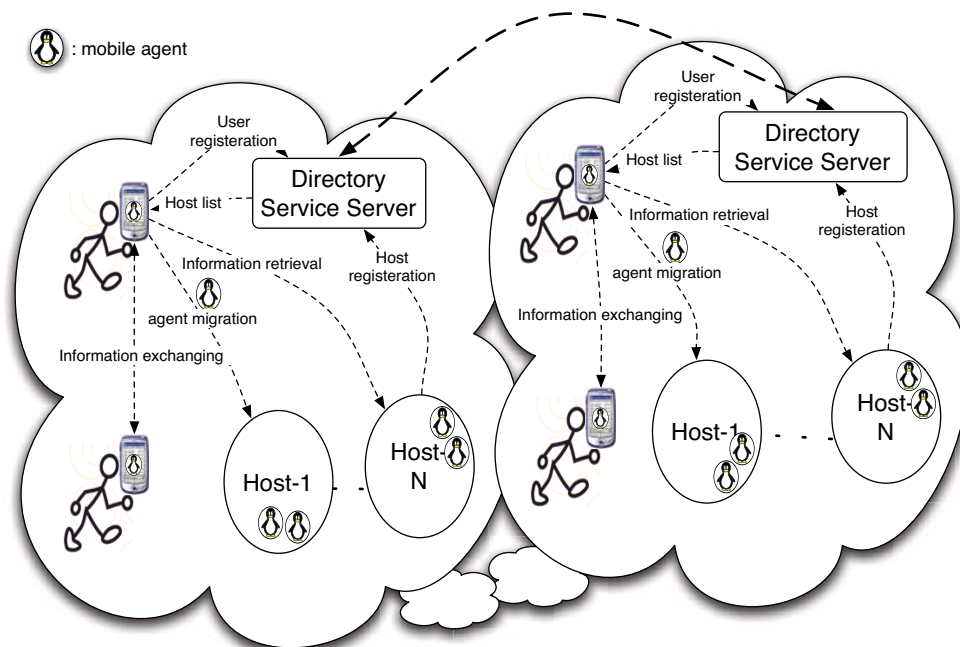 : mobile agent
User
registeration
Directory
Service Server
Host list
Information retrieval
Host
registeration
agent migration
Information exchanging
Host-1
. .
Host-
N
User
registeration
Directory
Service Server
Host list
Information retrieval
Host
registeration
agent migration
Information exchanging
Host-1
. . .
Host-
N